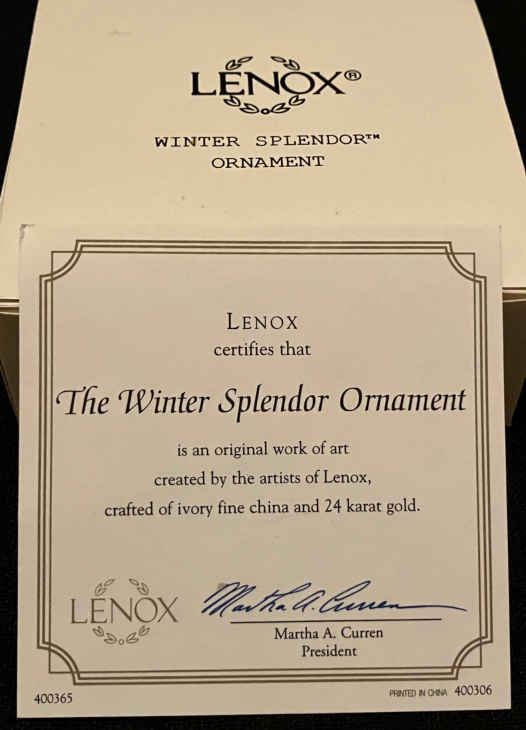 LENOX®
WINTER SPLENDOR™
ORNAMENT
LENOX
certifies that
The Winter Splendor Ornament
is an original work of art
created by the artists of Lenox,
crafted of ivory fine china and 24 karat gold.
LENOX
Martha A. Curren
Martha A. Curren
President
400365
PRINTED IN CHINA 400306